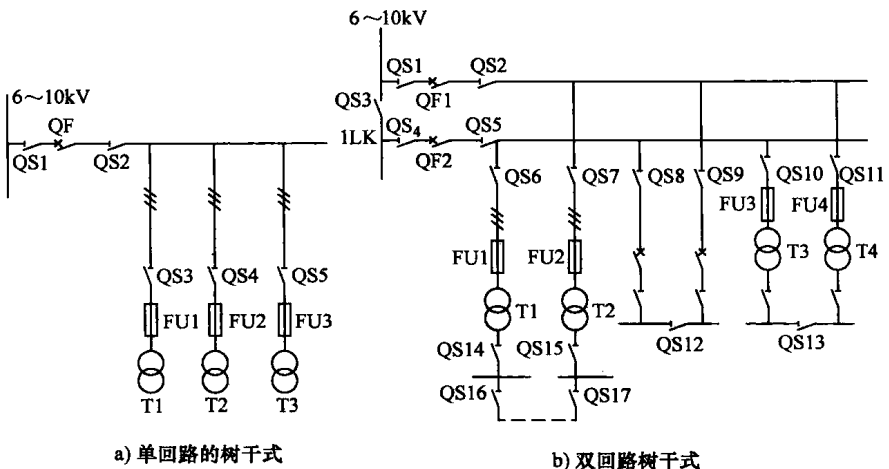 6～10kV
QS1
QF
QS2
QS3
QS4
QS5
FU1
FU2
FU3
T1
T2
T3
a) 单回路的树干式
6～10kV
QS1
QF1
QS2
QS3
1LK
QS4
QF2
QS5
QS6
QS7
QS8
QS9
QS10
QS11
FU3
FU4
FU1
FU2
T3
T4
T1
T2
QS14
QS15
QS12
QS13
QS16
QS17
b) 双回路树干式